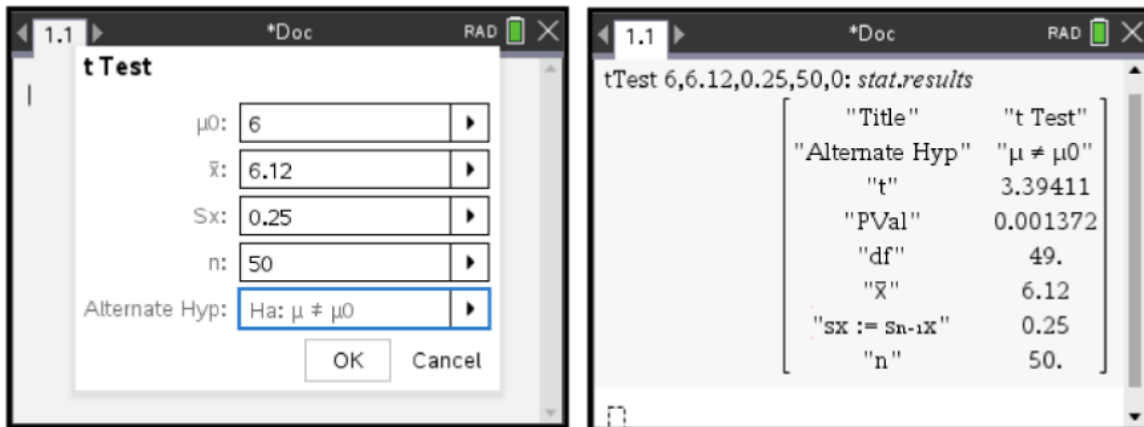 1.1 *Doc RAD
t Test
μ0: 6
x̄: 6.12
Sx: 0.25
n: 50
Alternate Hyp: Ha: μ ≠ μ0
OK Cancel
1.1 *Doc RAD
tTest 6,6.12,0.25,50,0: stat.results
"Title" "t Test"
"Alternate Hyp" "μ ≠ μ0"
"t" 3.39411
"PVal" 0.001372
"df" 49.
"x̄" 6.12
"sx := sn-1x" 0.25
"n" 50.